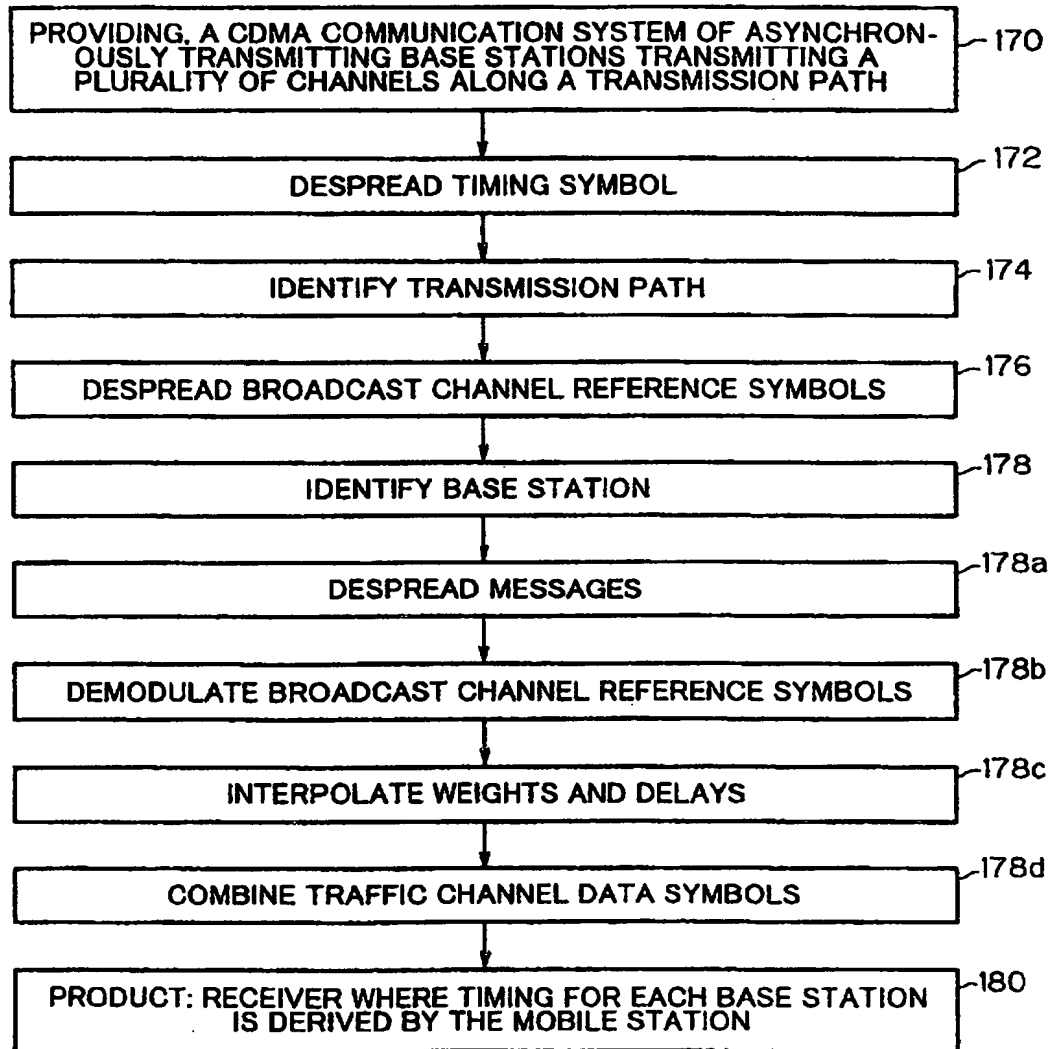 PROVIDING, A CDMA COMMUNICATION SYSTEM OF ASYNCHRON-
OUSLY TRANSMITTING BASE STATIONS TRANSMITTING A
PLURALITY OF CHANNELS ALONG A TRANSMISSION PATH
170
DESPREAD TIMING SYMBOL
172
IDENTIFY TRANSMISSION PATH
174
DESPREAD BROADCAST CHANNEL REFERENCE SYMBOLS
176
IDENTIFY BASE STATION
178
DESPREAD MESSAGES
178a
DEMODULATE BROADCAST CHANNEL REFERENCE SYMBOLS
178b
INTERPOLATE WEIGHTS AND DELAYS
178c
COMBINE TRAFFIC CHANNEL DATA SYMBOLS
178d
PRODUCT: RECEIVER WHERE TIMING FOR EACH BASE STATION
IS DERIVED BY THE MOBILE STATION
180